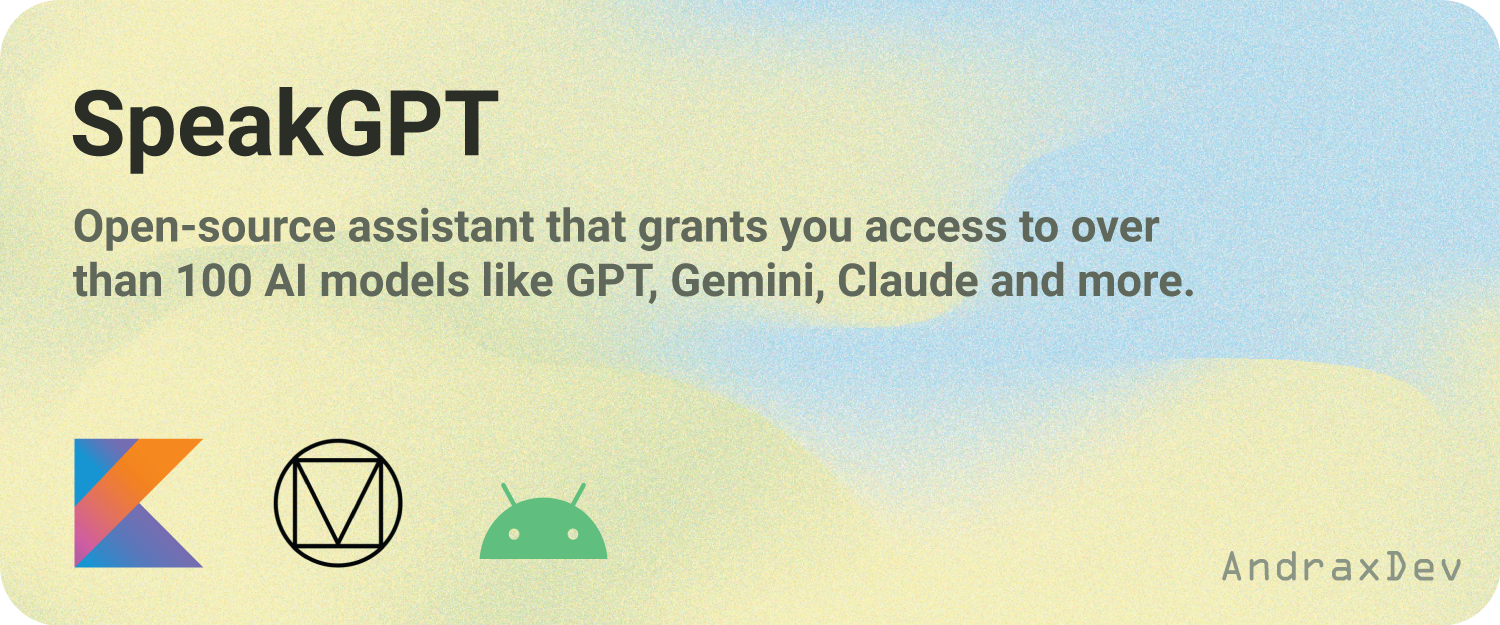 SpeakGPT
Open-source assistant that grants you access to over
than 100 AI models like GPT, Gemini, Claude and more.
AndraxDev